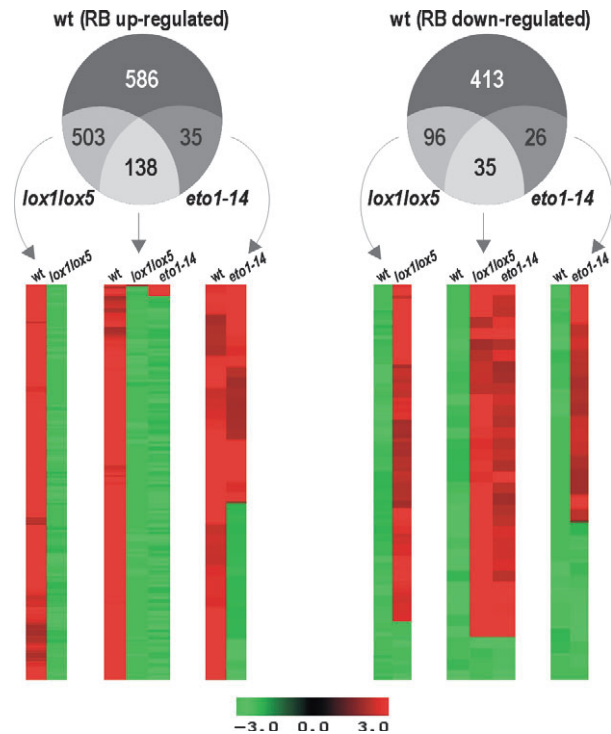 wt (RB up-regulated)
586
503
35
138
lox1lox5
eto1-14
wt
lox1lox5
wt
lox1lox5
eto1-14
wt
eto1-14
wt (RB down-regulated)
413
96
26
35
lox1lox5
eto1-14
wt
lox1lox5
wt
lox1lox5
eto1-14
wt
eto1-14
−3.0 0.0 3.0